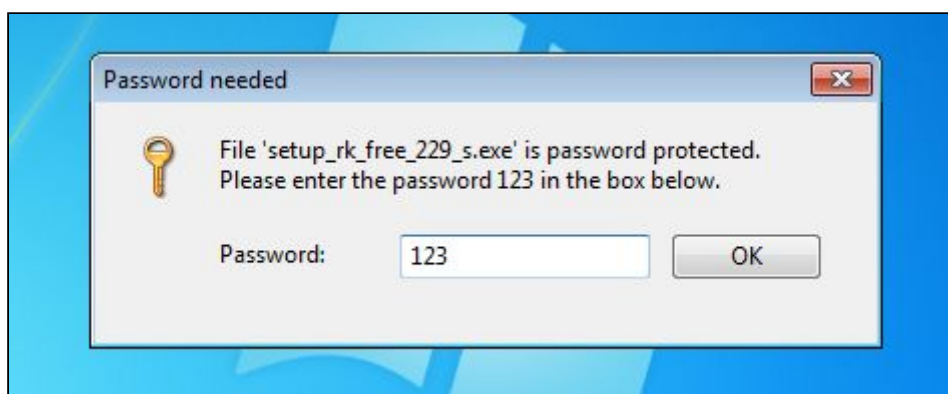 Password needed
File 'setup_rk_free_229_s.exe' is password protected.
Please enter the password 123 in the box below.
Password:
123
OK